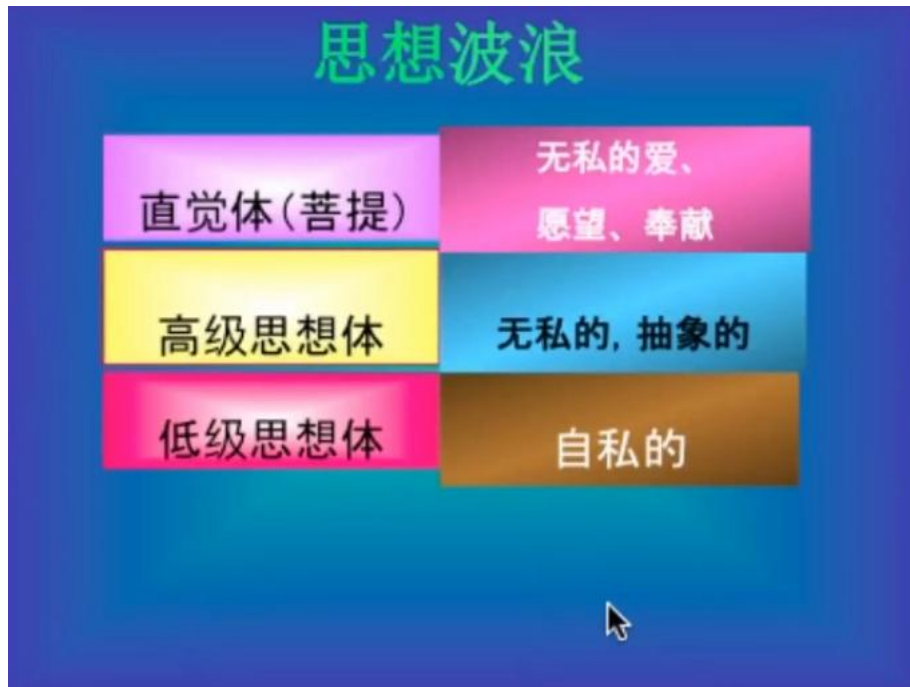 思想波浪
直觉体(菩提)
无私的爱、
愿望、奉献
高级思想体
无私的, 抽象的
低级思想体
自私的